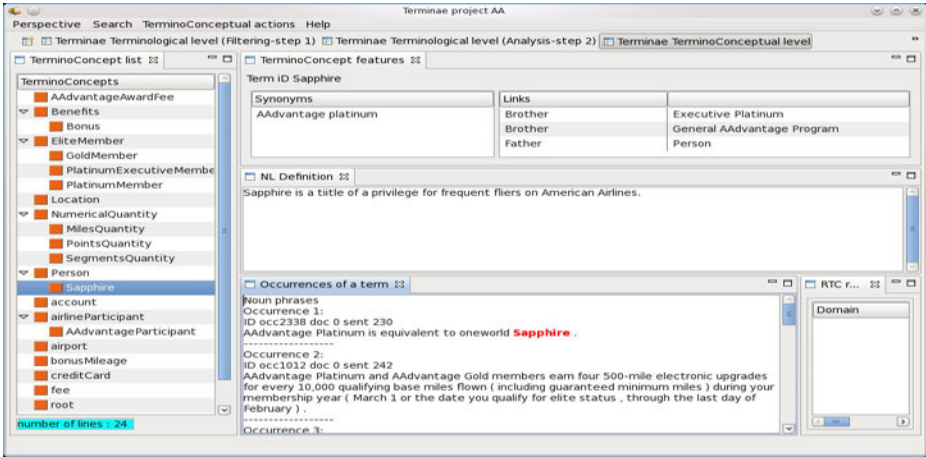 Terminae project AA
Perspective Search TerminoConceptual actions Help
Terminae Terminological level (Filtering-step 1) Terminae Terminological level (Analysis-step 2) Terminae TerminoConceptual level
TerminoConcept list
TerminoConcepts
AAdvantageAwardFee
Benefits
Bonus
EliteMember
GoldMember
PlatinumExecutiveMembe
PlatinumMember
Location
NumericalQuantity
MilesQuantity
PointsQuantity
SegmentsQuantity
Person
Sapphire
account
airlineParticipant
AAdvantageParticipant
airport
bonusMileage
creditCard
fee
root
number of lines : 24
TerminoConcept features
Term iD Sapphire
Synonyms
AAdvantage platinum
Links
Brother Executive Platinum
Brother General AAdvantage Program
Father Person
NL Definition
Sapphire is a tiitle of a privilege for frequent fliers on American Airlines.
Occurrences of a term
Noun phrases
Occurrence 1:
ID occ2338 doc 0 sent 230
AAdvantage Platinum is equivalent to oneworld Sapphire .
------------------
Occurrence 2:
ID occ1012 doc 0 sent 242
AAdvantage Platinum and AAdvantage Gold members earn four 500-mile electronic upgrades
for every 10,000 qualifying base miles flown ( including guaranteed minimum miles ) during your
membership year ( March 1 or the date you qualify for elite status , through the last day of
February ) .
------------------
Occurrence 3:
RTC r...
Domain